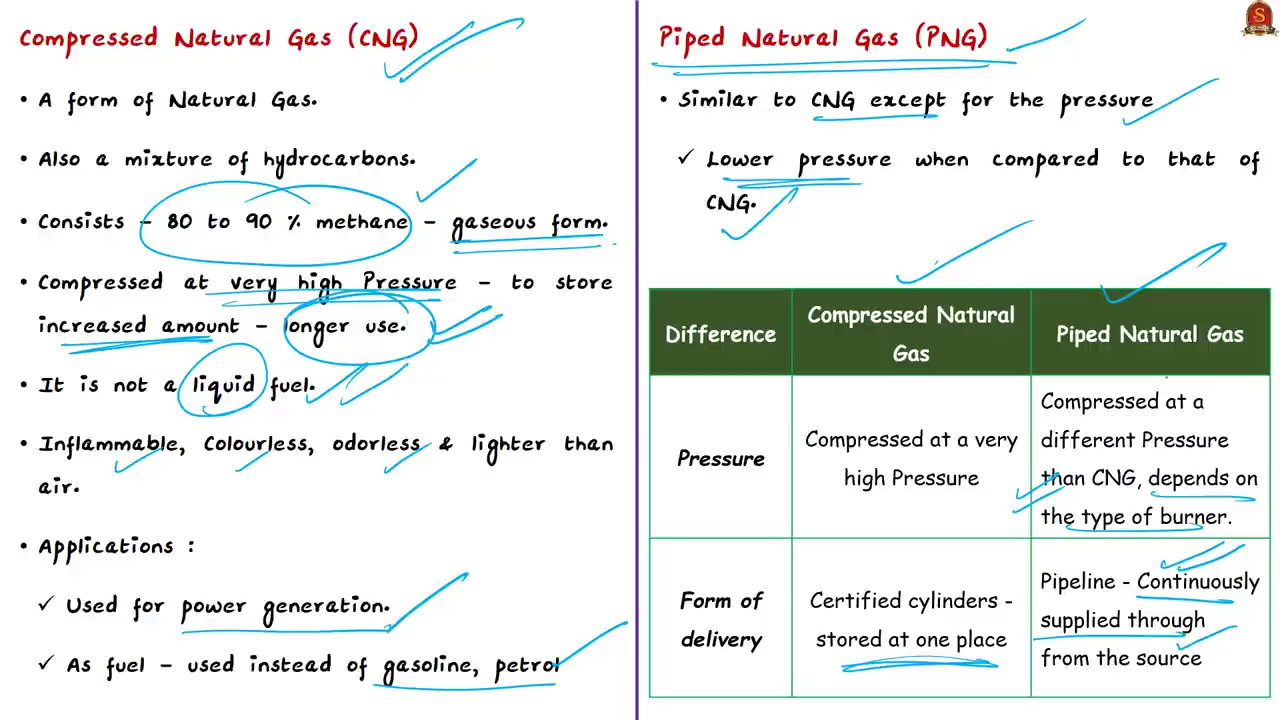 Compressed Natural Gas (CNG)
• A form of Natural Gas.
• Also a mixture of hydrocarbons.
• Consists - 80 to 90 % methane - gaseous form.
• Compressed at very high Pressure - to store
increased amount - longer use.
• It is not a liquid fuel.
• Inflammable, Colourless, odorless & lighter than
air.
• Applications :
✓ Used for power generation.
✓ As fuel - used instead of gasoline, petrol
Piped Natural Gas (PNG)
• Similar to CNG except for the pressure
✓ Lower pressure when compared to that of
CNG.
Difference
Compressed Natural
Gas
Piped Natural Gas
Pressure
Compressed at a very
high Pressure
Compressed at a
different Pressure
than CNG, depends on
the type of burner.
Form of
delivery
Certified cylinders -
stored at one place
Pipeline - Continuously
supplied through
from the source
S